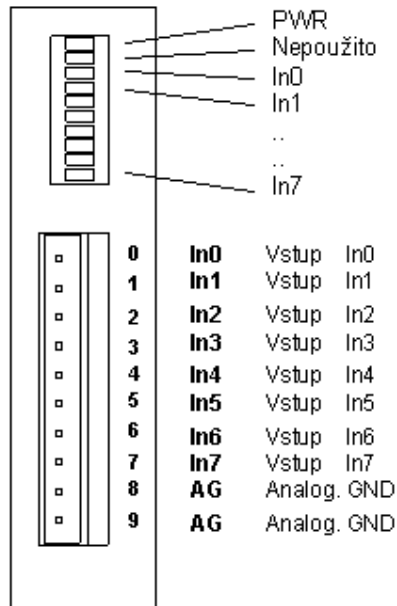 PWR
Nepoužito
In0
In1
..
..
In7
0 In0 Vstup In0
1 In1 Vstup In1
2 In2 Vstup In2
3 In3 Vstup In3
4 In4 Vstup In4
5 In5 Vstup In5
6 In6 Vstup In6
7 In7 Vstup In7
8 AG Analog. GND
9 AG Analog. GND